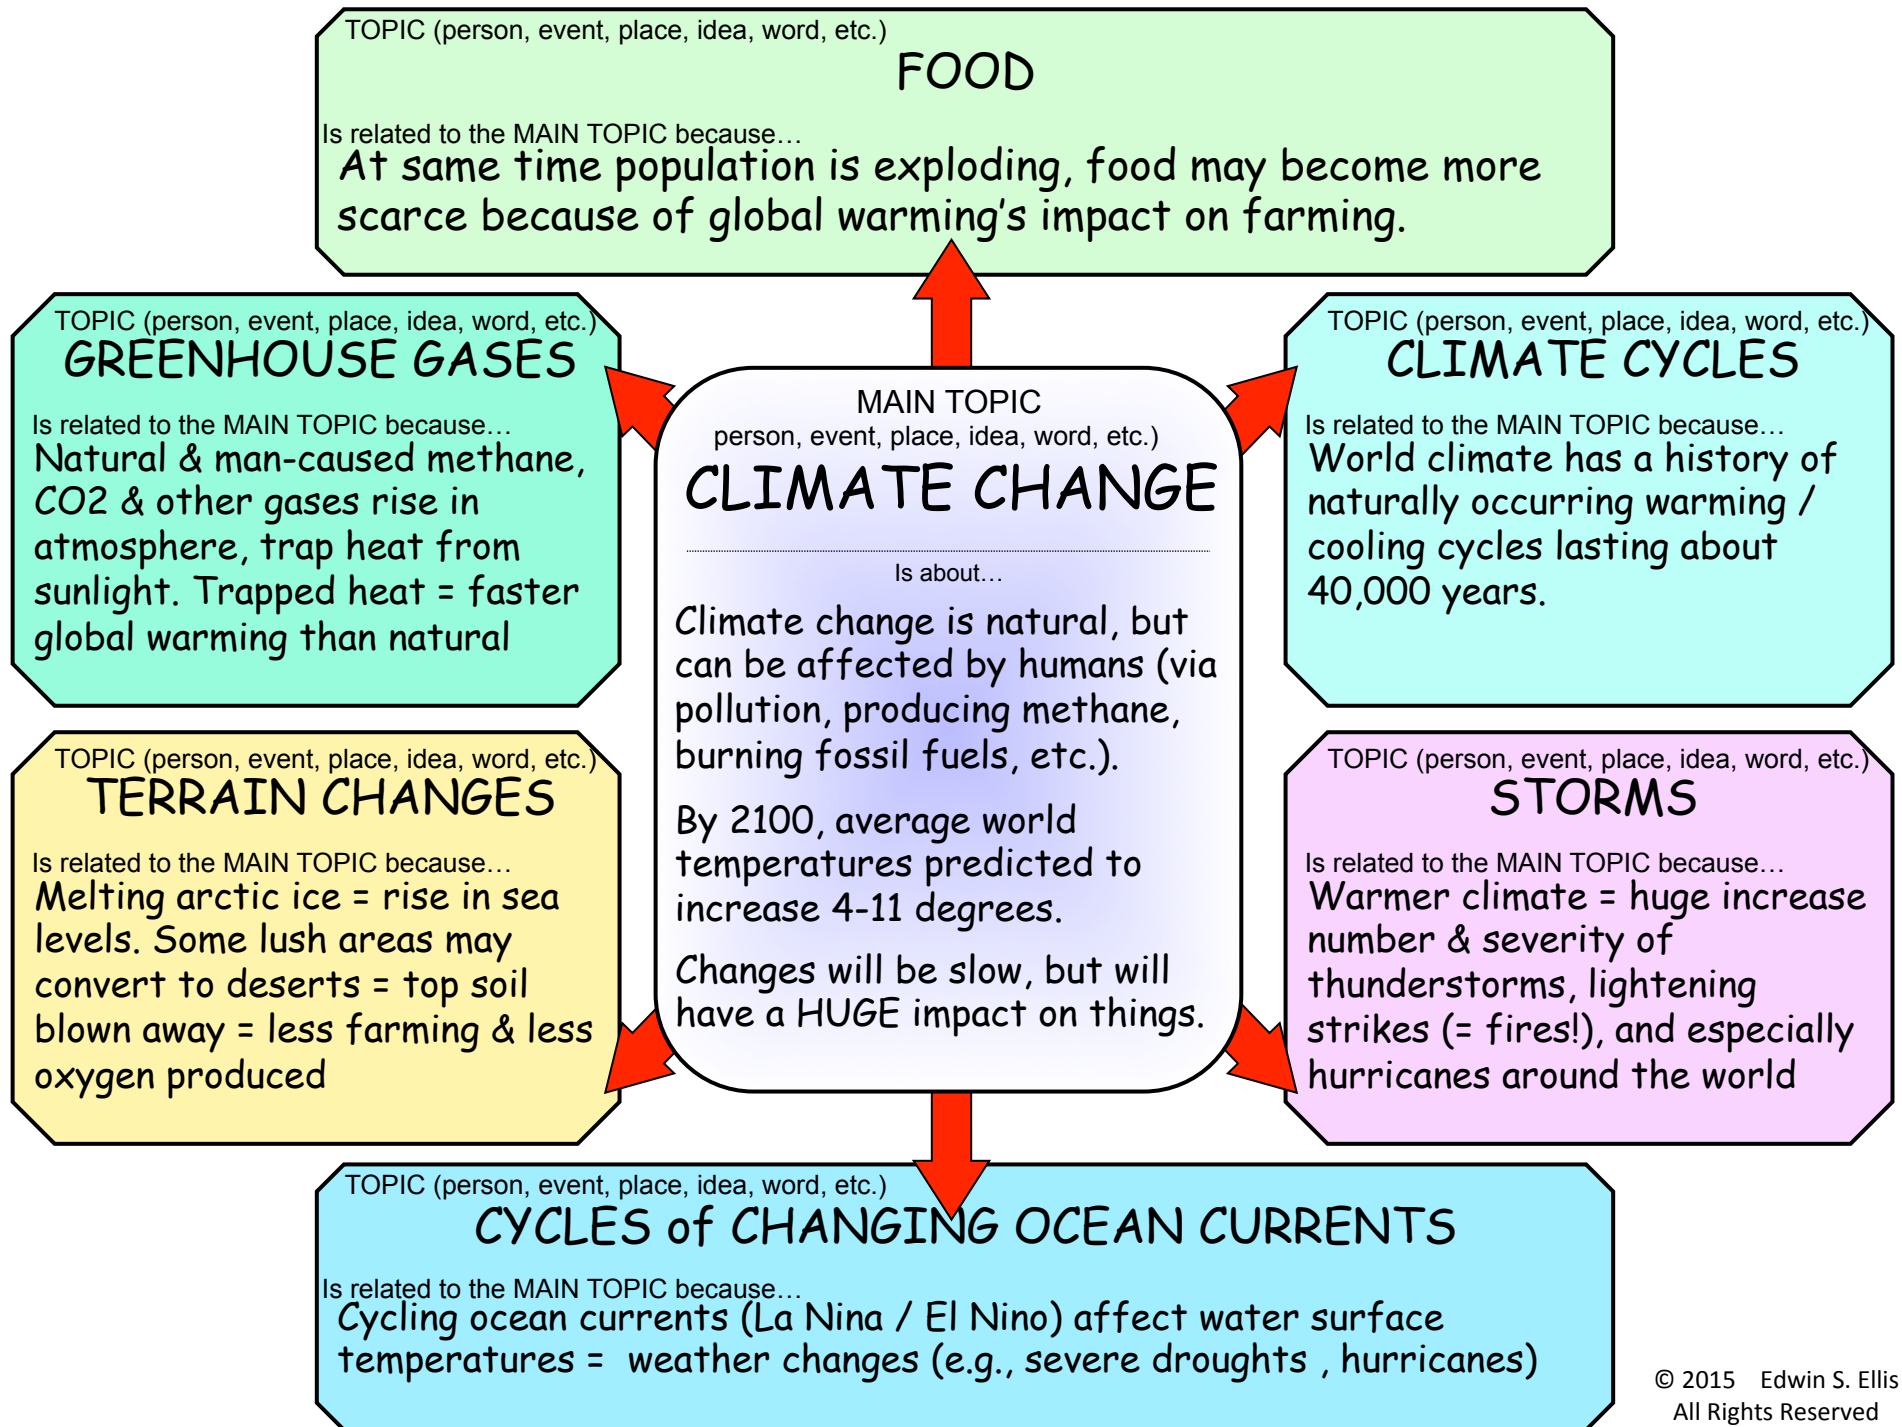 TOPIC (person, event, place, idea, word, etc.)
FOOD
Is related to the MAIN TOPIC because…
At same time population is exploding, food may become more
scarce because of global warming’s impact on farming.
TOPIC (person, event, place, idea, word, etc.)
GREENHOUSE GASES
Is related to the MAIN TOPIC because…
Natural & man-caused methane,
CO2 & other gases rise in
atmosphere, trap heat from
sunlight. Trapped heat = faster
global warming than natural
MAIN TOPIC
person, event, place, idea, word, etc.)
CLIMATE CHANGE
Is about…
Climate change is natural, but
can be affected by humans (via
pollution, producing methane,
burning fossil fuels, etc.).
By 2100, average world
temperatures predicted to
increase 4-11 degrees.
Changes will be slow, but will
have a HUGE impact on things.
TOPIC (person, event, place, idea, word, etc.)
CLIMATE CYCLES
Is related to the MAIN TOPIC because…
World climate has a history of
naturally occurring warming /
cooling cycles lasting about
40,000 years.
TOPIC (person, event, place, idea, word, etc.)
TERRAIN CHANGES
Is related to the MAIN TOPIC because…
Melting arctic ice = rise in sea
levels. Some lush areas may
convert to deserts = top soil
blown away = less farming & less
oxygen produced
TOPIC (person, event, place, idea, word, etc.)
STORMS
Is related to the MAIN TOPIC because…
Warmer climate = huge increase
number & severity of
thunderstorms, lightening
strikes (= fires!), and especially
hurricanes around the world
TOPIC (person, event, place, idea, word, etc.)
CYCLES of CHANGING OCEAN CURRENTS
Is related to the MAIN TOPIC because…
Cycling ocean currents (La Nina / El Nino) affect water surface
temperatures = weather changes (e.g., severe droughts , hurricanes)
© 2015 Edwin S. Ellis
All Rights Reserved